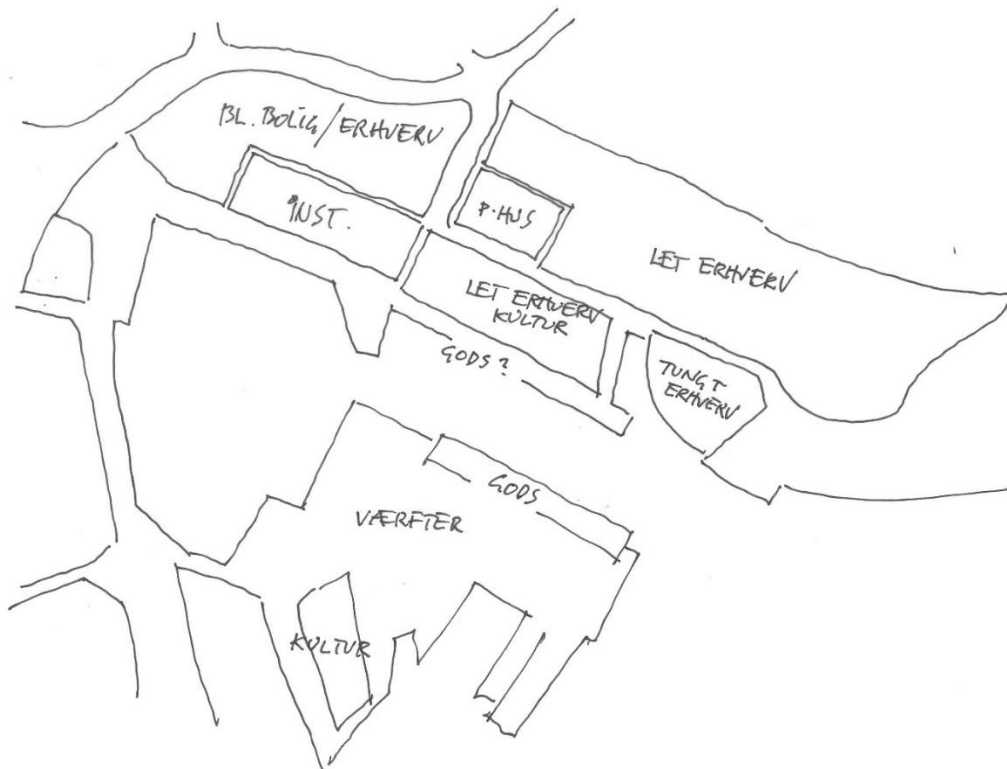 BL. BOLIG/ERHVERV
INST.
P-HUS
LET ERHVERV
LET ERHVERV
KULTUR
GODS?
TUNGT
ERHVERV
GODS
VÆRFTER
KULTUR